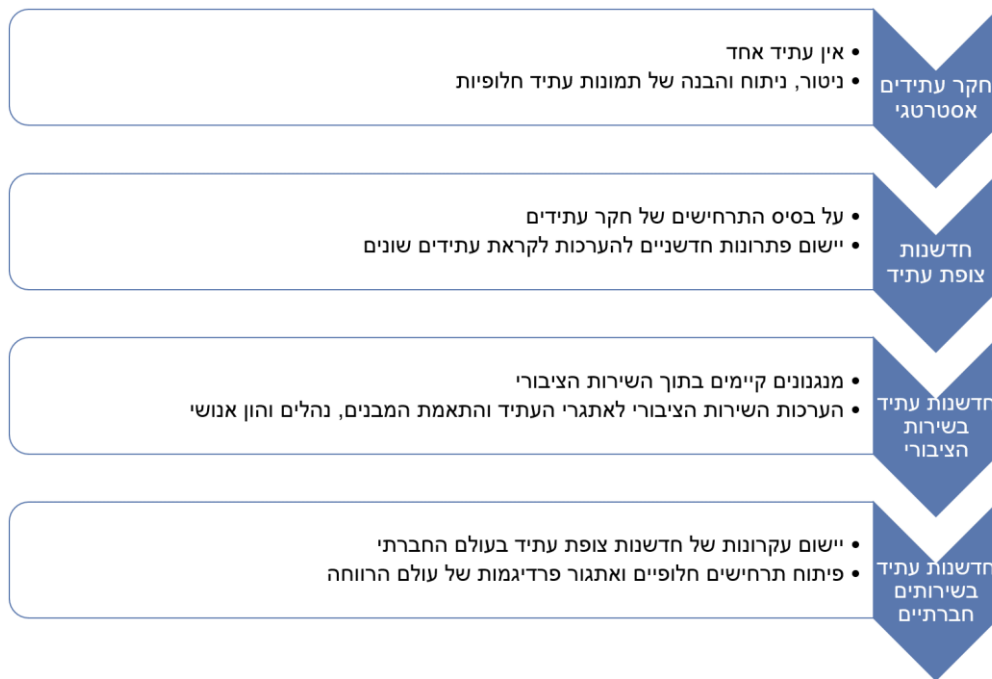 חקר עתידים
אסטרטגי
• אין עתיד אחד
• ניטור, ניתוח והבנה של תמונות עתיד חלופיות
חדשנות
צופת עתיד
• על בסיס התרחישים של חקר עתידים
• יישום פתרונות חדשניים להערכות לקראת עתידים שונים
חדשנות עתיד
בשירות
הציבורי
• מנגנונים קיימים בתוך השירות הציבורי
• הערכות השירות הציבורי לאתגרי העתיד והתאמת המבנים, נהלים והון אנושי
חדשנות עתיד
בשירותים
חברתיים
• יישום עקרונות של חדשנות צופת עתיד בעולם החברתי
• פיתוח תרחישים חלופיים ואתגור פרדיגמות של עולם הרווחה